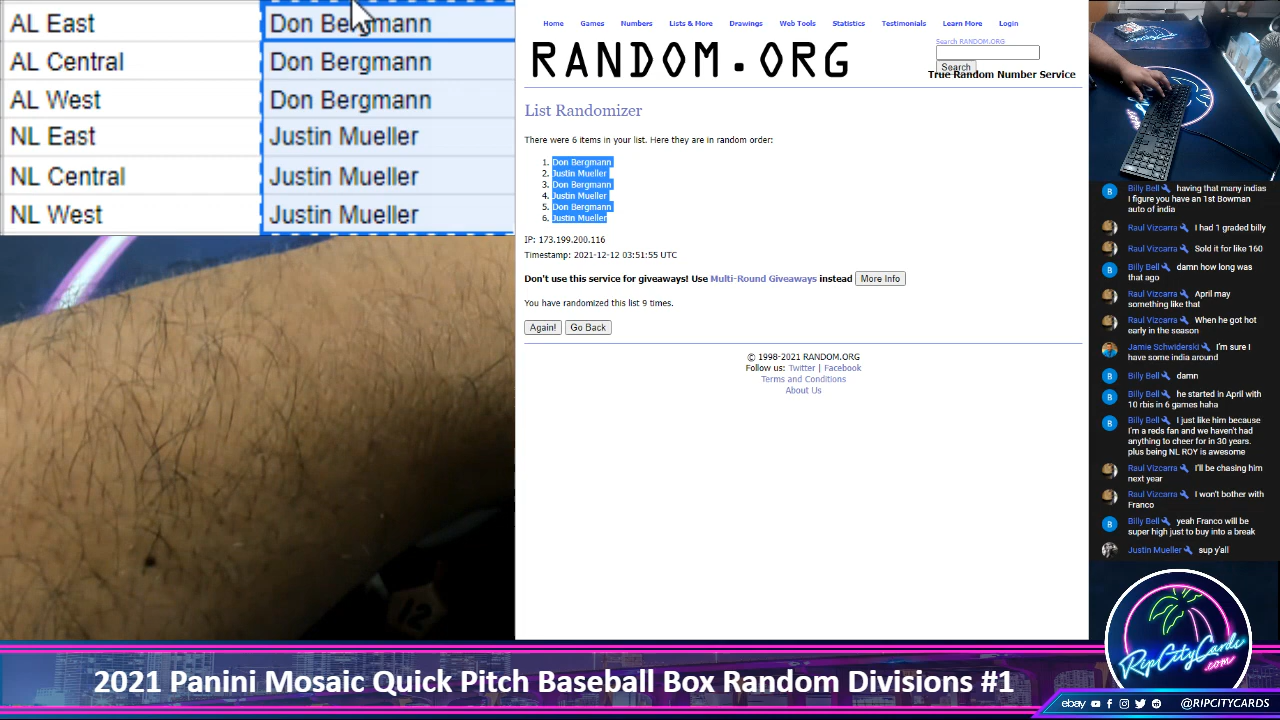 AL East Don Bergmann
AL Central Don Bergmann
AL West Don Bergmann
NL East Justin Mueller
NL Central Justin Mueller
NL West Justin Mueller
Home Games Numbers Lists & More Drawings Web Tools Statistics Testimonials Learn More Login
RANDOM.ORG
Search RANDOM.ORG
Search
True Random Number Service
List Randomizer
There were 6 items in your list. Here they are in random order:
1. Don Bergmann
2. Justin Mueller
3. Don Bergmann
4. Justin Mueller
5. Don Bergmann
6. Justin Mueller
IP: 173.199.200.116
Timestamp: 2021-12-12 03:51:55 UTC
Don't use this service for giveaways! Use Multi-Round Giveaways instead More Info
You have randomized this list 9 times.
Again! Go Back
© 1998-2021 RANDOM.ORG
Follow us: Twitter | Facebook
Terms and Conditions
About Us
B Billy Bell having that many indias
I figure you have an 1st Bowman
auto of india
Raul Vizcarra I had 1 graded billy
Raul Vizcarra Sold it for like 160
B Billy Bell damn how long was
that ago
Raul Vizcarra April may
something like that
Raul Vizcarra When he got hot
early in the season
Jamie Schwiderski I'm sure I
have some india around
B Billy Bell damn
B Billy Bell he started in April with
10 rbis in 6 games haha
B Billy Bell I just like him because
I'm a reds fan and we haven't had
anything to cheer for in 30 years.
plus being NL ROY is awesome
Raul Vizcarra I'll be chasing him
next year
Raul Vizcarra I won't bother with
Franco
B Billy Bell yeah Franco will be
super high just to buy into a break
Justin Mueller sup y'all
12
RipCityCards
.com
2021 Panini Mosaic Quick Pitch Baseball Box Random Divisions #1
ebay @RIPCITYCARDS